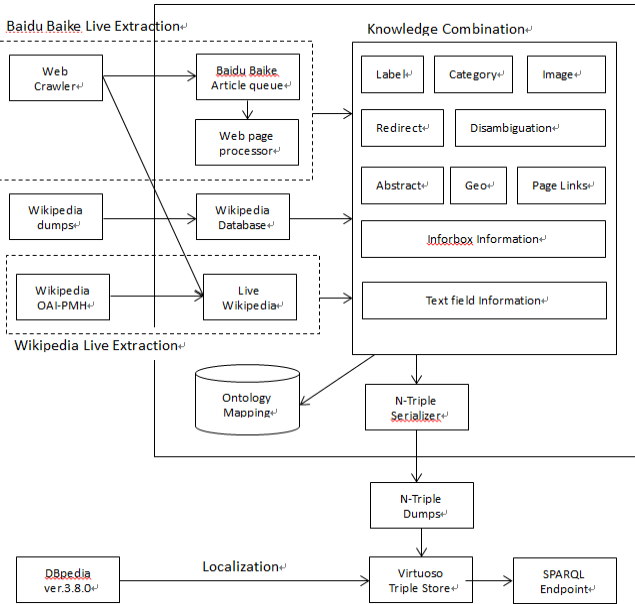 Baidu Baike Live Extraction
Knowledge Combination
Web
Crawler
Baidu Baike
Article queue
Web page
processor
Label
Category
Image
Redirect
Disambiguation
Abstract
Geo
Page Links
Inforbox Information
Text field Information
Wikipedia
dumps
Wikipedia
Database
Wikipedia
OAI-PMH
Live
Wikipedia
Wikipedia Live Extraction
Ontology
Mapping
N-Triple
Serializer
N-Triple
Dumps
DBpedia
ver.3.8.0
Localization
Virtuoso
Triple Store
SPARQL
Endpoint